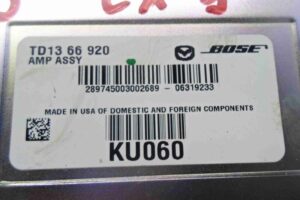 TD13 66 920
AMP ASSY
BOSE
289745003002689 - 06319233
MADE IN USA OF DOMESTIC AND FOREIGN COMPONENTS
KU060